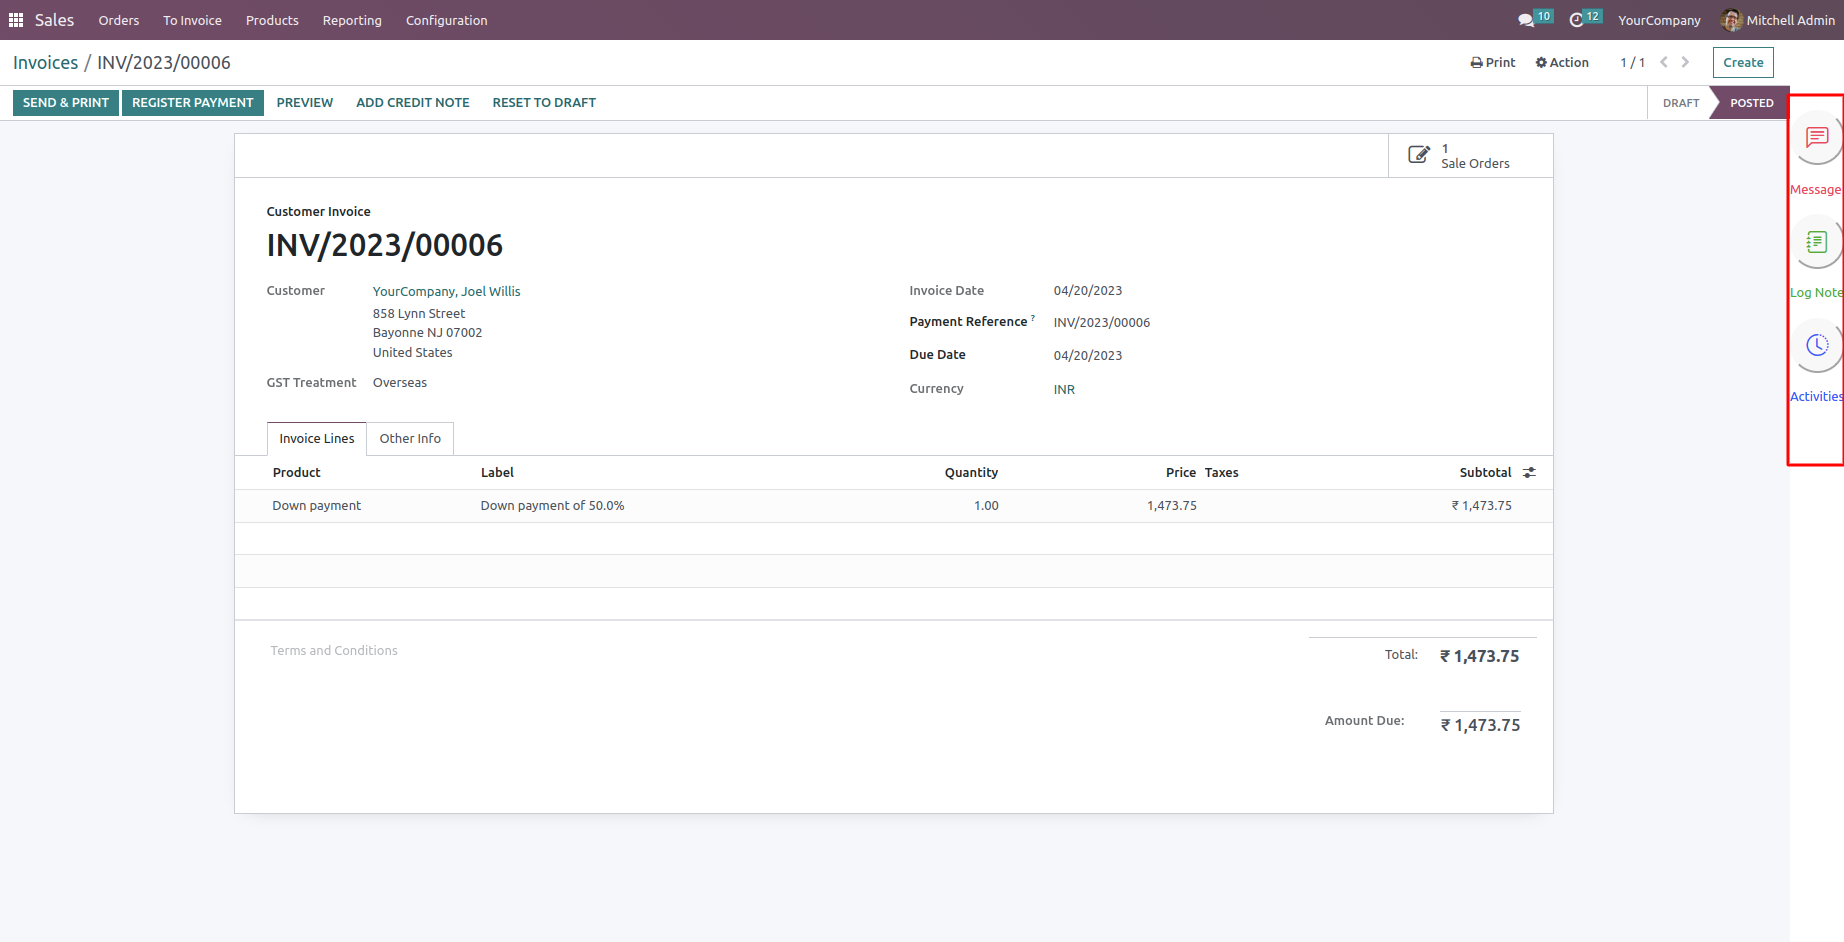 Sales Orders To Invoice Products Reporting Configuration 10 12 YourCompany Mitchell Admin
Invoices / INV/2023/00006 Print Action 1 / 1 Create
SEND & PRINT REGISTER PAYMENT PREVIEW ADD CREDIT NOTE RESET TO DRAFT DRAFT POSTED
1
Sale Orders
Message
Log Note
Activities
Customer Invoice
INV/2023/00006
Customer YourCompany, Joel Willis
858 Lynn Street
Bayonne NJ 07002
United States
GST Treatment Overseas
Invoice Date 04/20/2023
Payment Reference ? INV/2023/00006
Due Date 04/20/2023
Currency INR
Invoice Lines Other Info
Product Label Quantity Price Taxes Subtotal
Down payment Down payment of 50.0% 1.00 1,473.75 ₹ 1,473.75
Terms and Conditions
Total: ₹ 1,473.75
Amount Due: ₹ 1,473.75